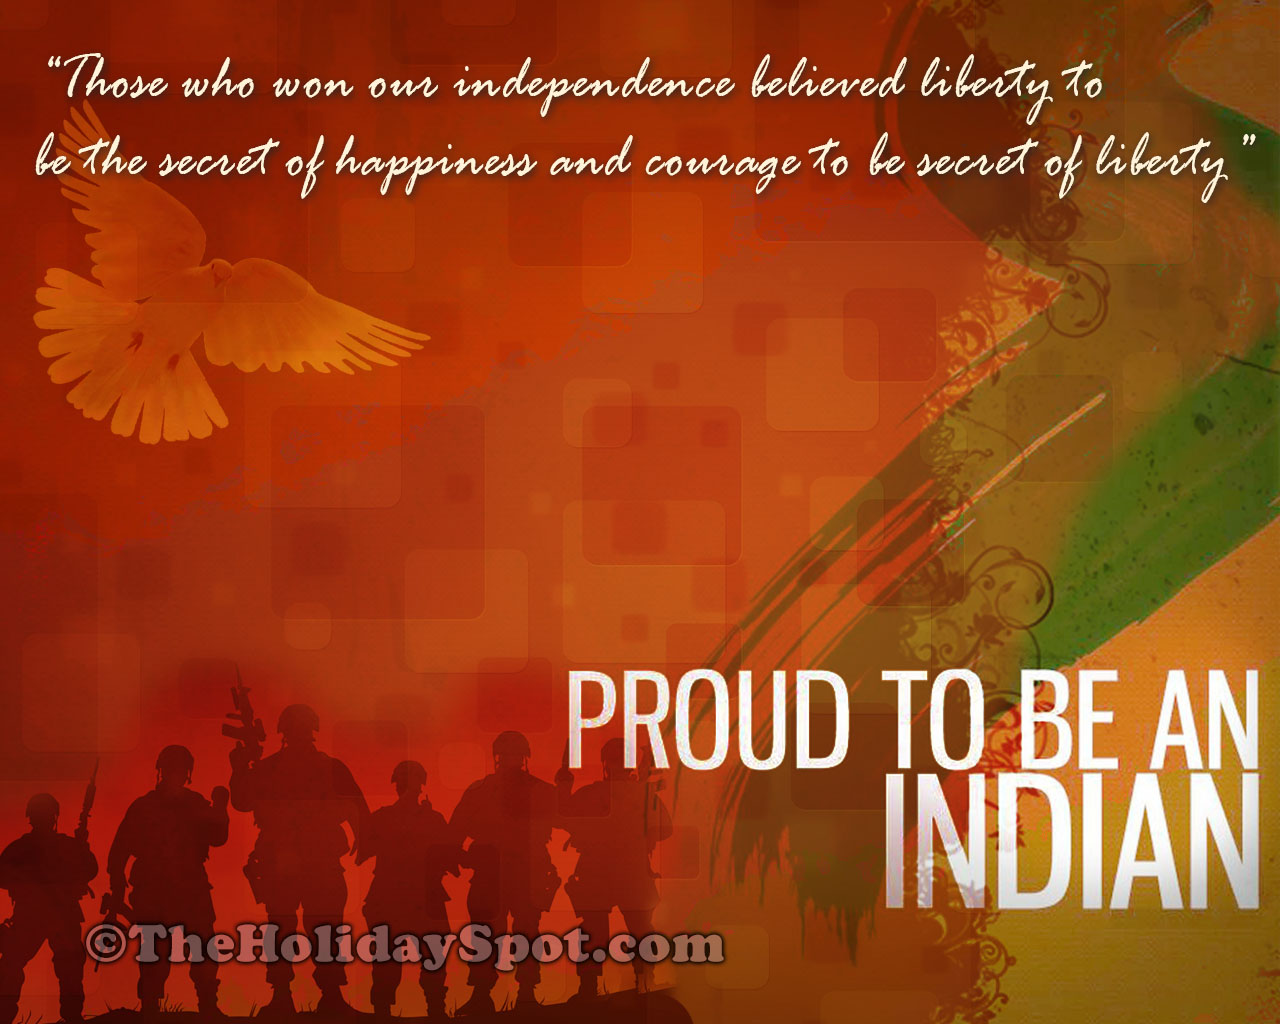 “Those who won our independence believed liberty to
be the secret of happiness and courage to be secret of liberty”
PROUD TO BE AN
INDIAN
©TheHolidaySpot.com